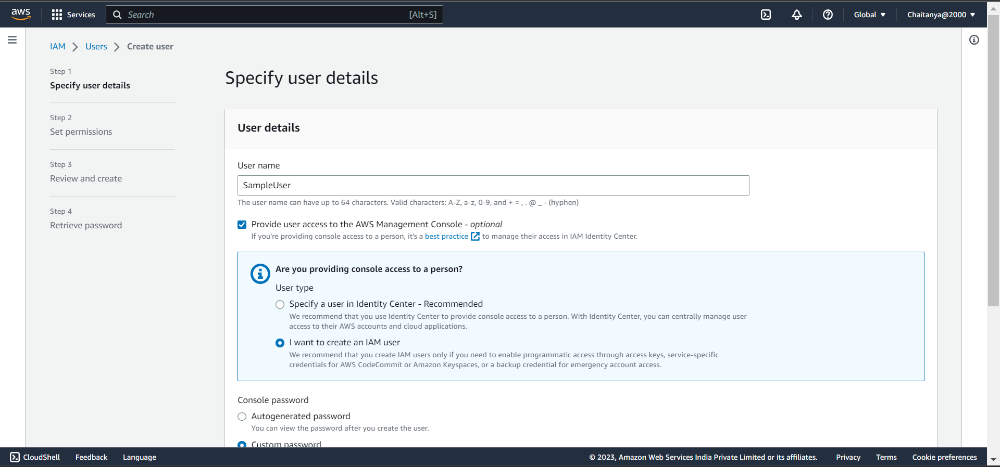 aws
Services
Search [Alt+S]
Global
Chaitanya@2000
IAM > Users > Create user
Step 1
Specify user details
Step 2
Set permissions
Step 3
Review and create
Step 4
Retrieve password
Specify user details
User details
User name
SampleUser
The user name can have up to 64 characters. Valid characters: A-Z, a-z, 0-9, and + = , . @ _ - (hyphen)
Provide user access to the AWS Management Console - optional
If you're providing console access to a person, it's a best practice to manage their access in IAM Identity Center.
Are you providing console access to a person?
User type
Specify a user in Identity Center - Recommended
We recommend that you use Identity Center to provide console access to a person. With Identity Center, you can centrally manage user
access to their AWS accounts and cloud applications.
I want to create an IAM user
We recommend that you create IAM users only if you need to enable programmatic access through access keys, service-specific
credentials for AWS CodeCommit or Amazon Keyspaces, or a backup credential for emergency account access.
Console password
Autogenerated password
You can view the password after you create the user.
Custom password
CloudShell
Feedback
Language
© 2023, Amazon Web Services India Private Limited or its affiliates.
Privacy
Terms
Cookie preferences